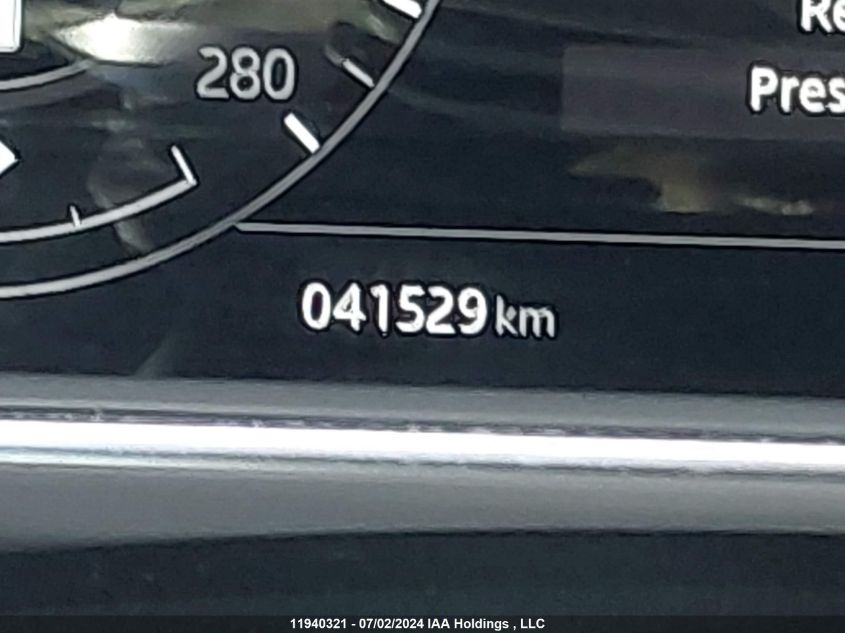 Re
280
Pres
041529 km
11940321 - 07/02/2024 IAA Holdings , LLC